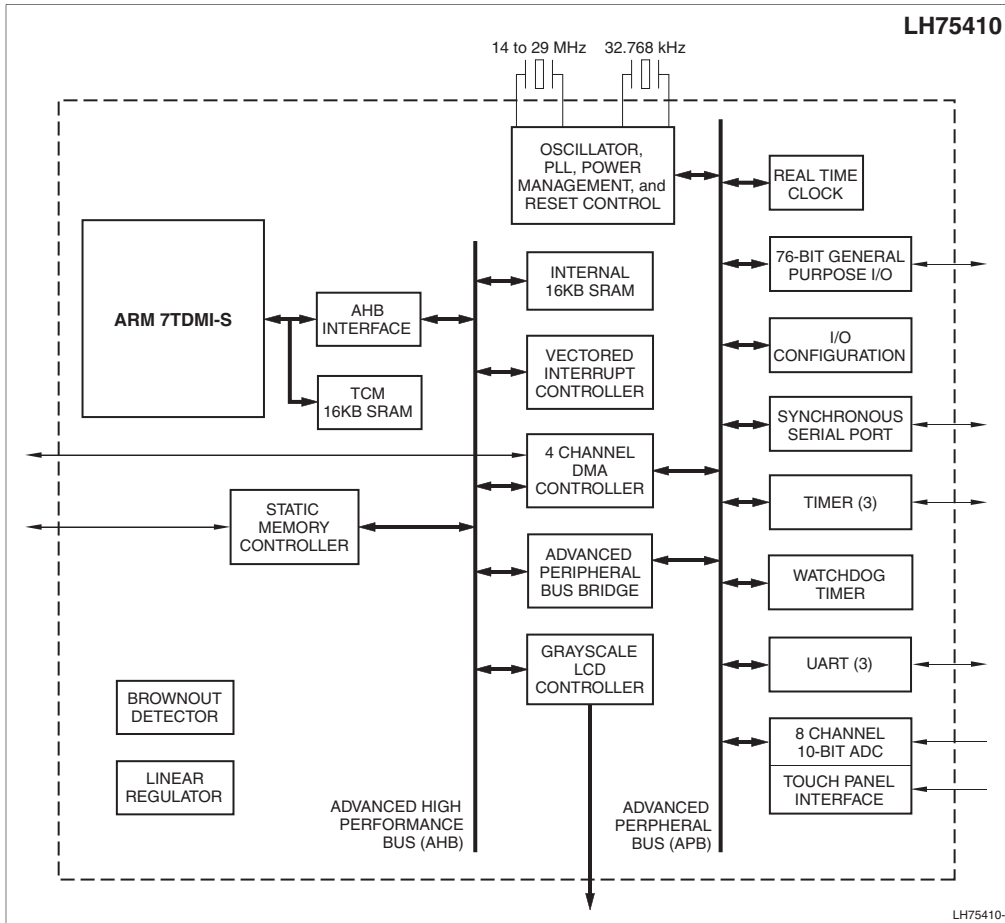 LH75410
14 to 29 MHz
32.768 kHz
OSCILLATOR,
PLL, POWER
MANAGEMENT, and
RESET CONTROL
REAL TIME
CLOCK
ARM 7TDMI-S
AHB
INTERFACE
TCM
16KB SRAM
INTERNAL
16KB SRAM
76-BIT GENERAL
PURPOSE I/O
VECTORED
INTERRUPT
CONTROLLER
I/O
CONFIGURATION
4 CHANNEL
DMA
CONTROLLER
SYNCHRONOUS
SERIAL PORT
STATIC
MEMORY
CONTROLLER
TIMER (3)
ADVANCED
PERIPHERAL
BUS BRIDGE
WATCHDOG
TIMER
GRAYSCALE
LCD
CONTROLLER
UART (3)
BROWNOUT
DETECTOR
8 CHANNEL
10-BIT ADC
LINEAR
REGULATOR
TOUCH PANEL
INTERFACE
ADVANCED HIGH
PERFORMANCE
BUS (AHB)
ADVANCED
PERPHERAL
BUS (APB)
LH75410-